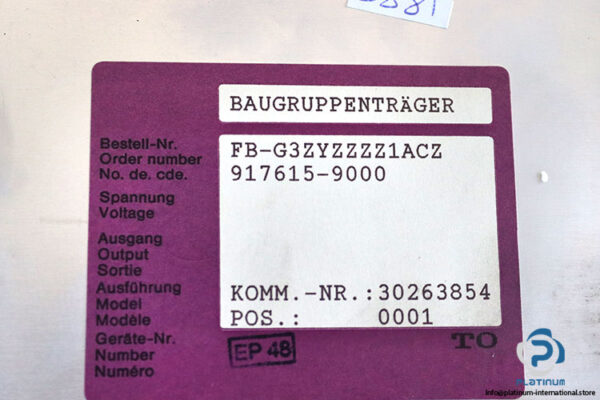 BAUGRUPPENTRÄGER
Bestell-Nr.
Order number
No. de. cde.
FB-G3ZYZZZZ1ACZ
917615-9000
Spannung
Voltage
Ausgang
Output
Sortie
Ausführung
Model
Modèle
KOMM.-NR.:30263854
POS.: 0001
Geräte-Nr.
Number
Numéro
EP 48
TO
PLATINUM
INTERNATIONAL
info@platinum-international.store